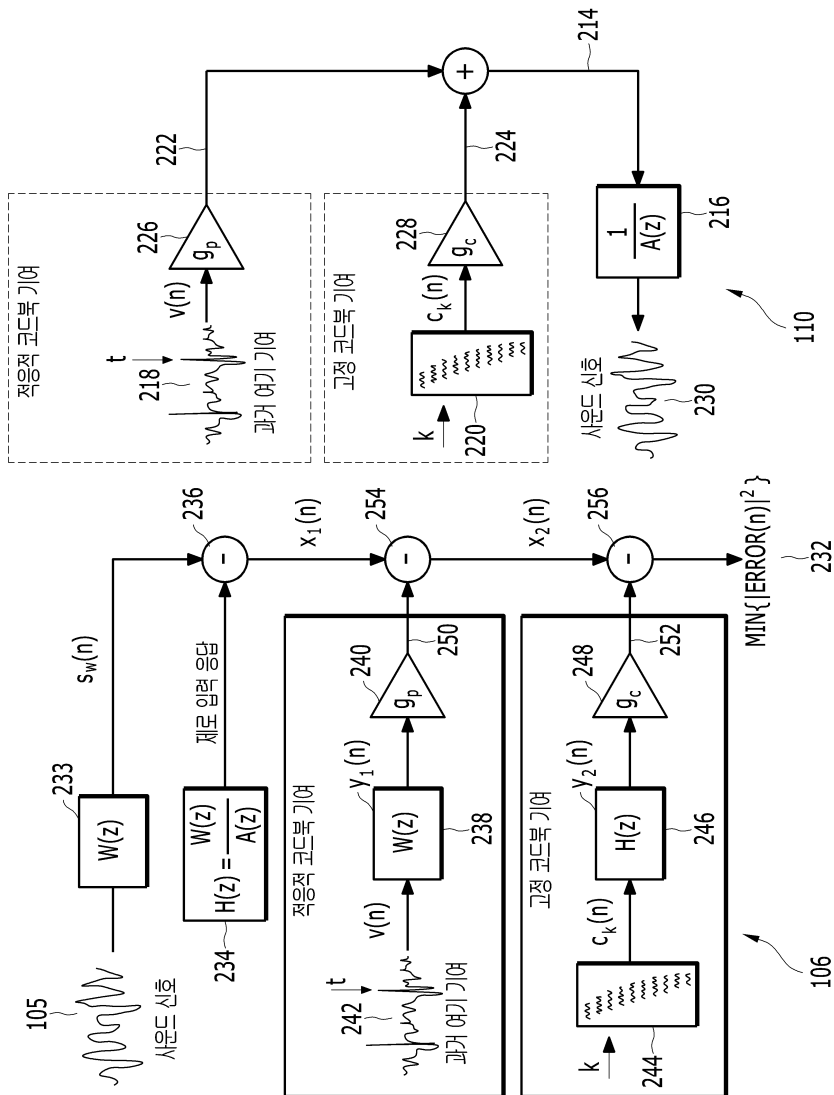 105
사운드 신호
233
W(z)
s_w(n)
236
-
234
H(z) = W(z) / A(z)
제로 입력 응답
x_1(n)
적응적 코드북 기여
242
t
과거 여기 기여
v(n)
W(z)
238
y_1(n)
240
g_p
250
254
-
x_2(n)
고정 코드북 기여
k
244
c_k(n)
H(z)
246
y_2(n)
248
g_c
252
256
-
MIN{|ERROR(n)|^2}
232
106
적응적 코드북 기여
218
t
과거 여기 기여
v(n)
226
g_p
222
고정 코드북 기여
k
220
c_k(n)
228
g_c
224
+
214
1 / A(z)
216
사운드 신호
230
110